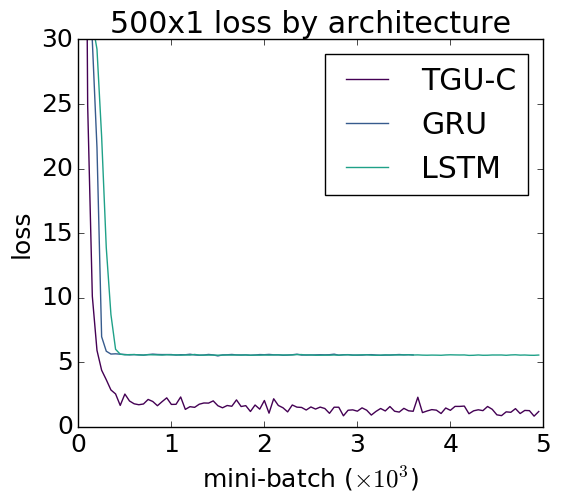 500x1 loss by architecture
30
25
20
15
10
5
0
loss
TGU-C
GRU
LSTM
0 1 2 3 4 5
mini-batch (×10³)